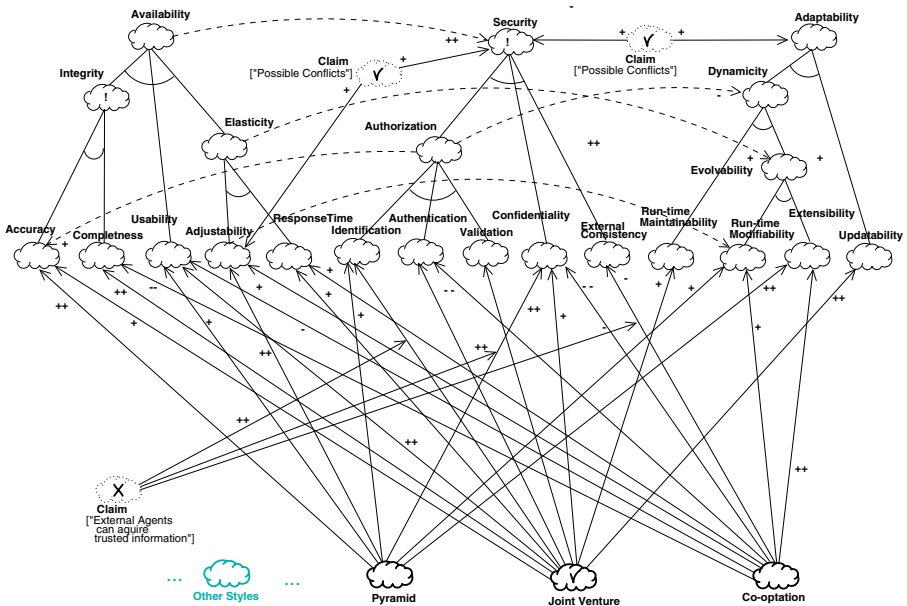 Availability
Security
Adaptability
-
++
!
Claim
["Possible Conflicts"]
+
+
+
+
Claim
["Possible Conflicts"]
Integrity
!
Dynamicity
-
Elasticity
Authorization
++
+
+
Evolvability
Accuracy
Completness
Usability
Adjustability
ResponseTime
Identification
Authentication
Validation
Confidentiality
External
Consistency
Run-time
Maintainability
Run-time
Modifiability
Extensibility
Updatability
+
+
++
++
--
+
+
+
+
+
+
++
-
+
--
++
+
--
-
-
+
+
++
++
+
++
++
++
++
Claim
["External Agents
can aquire
trusted information"]
...
Other Styles
...
Pyramid
Joint Venture
Co-optation